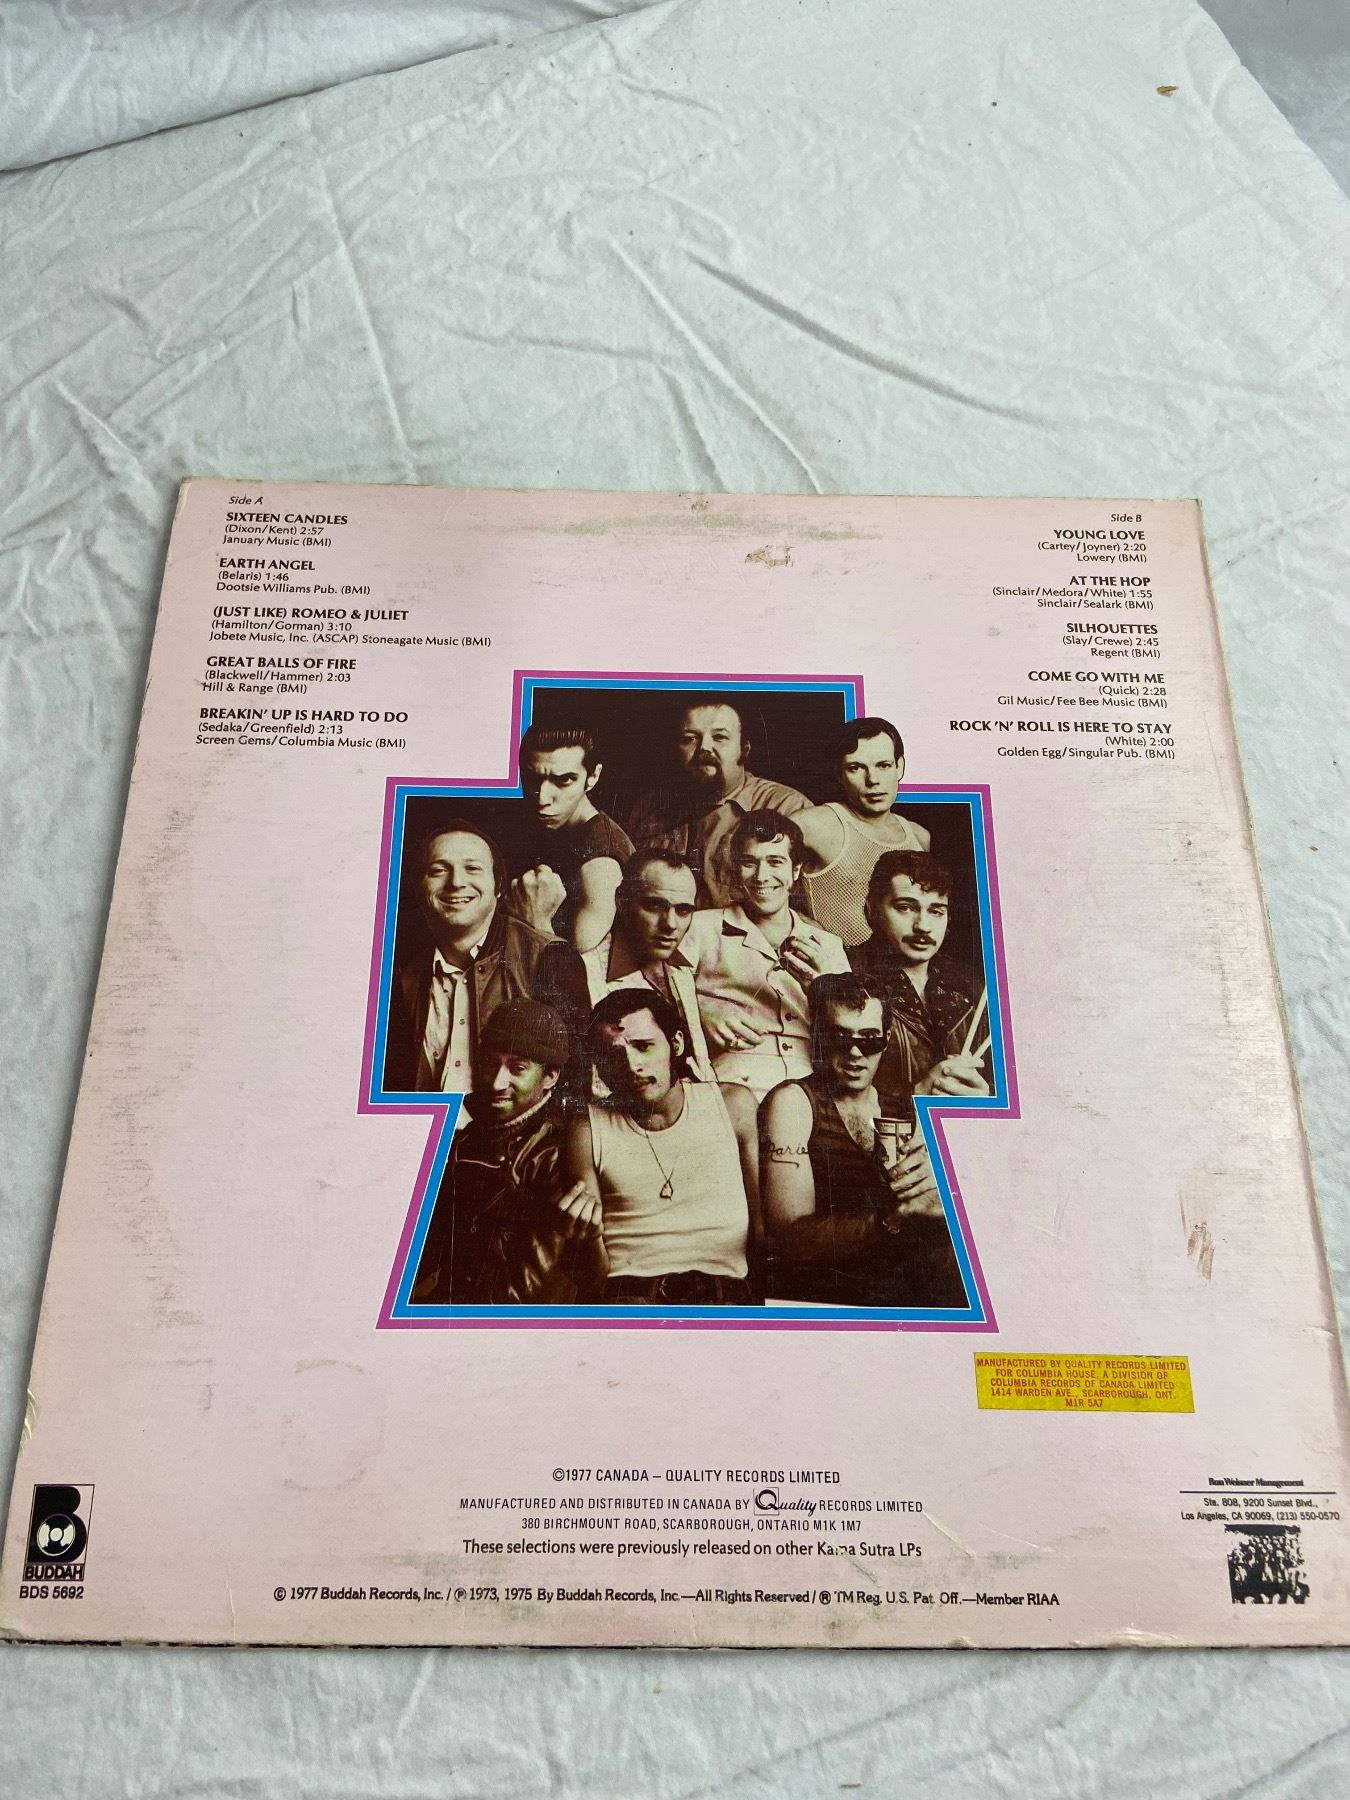 Side A
SIXTEEN CANDLES
(Dixon/Kent) 2:57
January Music (BMI)
EARTH ANGEL
(Belaris) 1:46
Dootsie Williams Pub. (BMI)
(JUST LIKE) ROMEO & JULIET
(Hamilton/Gorman) 3:10
Jobete Music, Inc. (ASCAP) Stoneagate Music (BMI)
GREAT BALLS OF FIRE
(Blackwell/Hammer) 2:03
Hill & Range (BMI)
BREAKIN' UP IS HARD TO DO
(Sedaka/Greenfield) 2:13
Screen Gems/Columbia Music (BMI)
Side B
YOUNG LOVE
(Cartey/Joyner) 2:20
Lowery (BMI)
AT THE HOP
(Sinclair/Medora/White) 1:55
Sinclair/Sealark (BMI)
SILHOUETTES
(Slay/Crewe) 2:45
Regent (BMI)
COME GO WITH ME
(Quick) 2:28
Gil Music/Fee Bee Music (BMI)
ROCK 'N' ROLL IS HERE TO STAY
(White) 2:00
Golden Egg/Singular Pub. (BMI)
MANUFACTURED BY QUALITY RECORDS LIMITED
FOR COLUMBIA HOUSE, A DIVISION OF
COLUMBIA RECORDS OF CANADA LIMITED
1414 WARDEN AVE., SCARBOROUGH, ONT.
M1R 5A7
©1977 CANADA – QUALITY RECORDS LIMITED
MANUFACTURED AND DISTRIBUTED IN CANADA BY Quality RECORDS LIMITED
380 BIRCHMOUNT ROAD, SCARBOROUGH, ONTARIO M1K 1M7
These selections were previously released on other Kama Sutra LPs
© 1977 Buddah Records, Inc. / ℗ 1973, 1975 By Buddah Records, Inc.—All Rights Reserved / ® TM Reg. U.S. Pat. Off.—Member RIAA
B
BUDDAH
BDS 5692
Ron Weisner Management
Ste. 808, 9200 Sunset Blvd.,
Los Angeles, CA 90069, (213) 550-0570